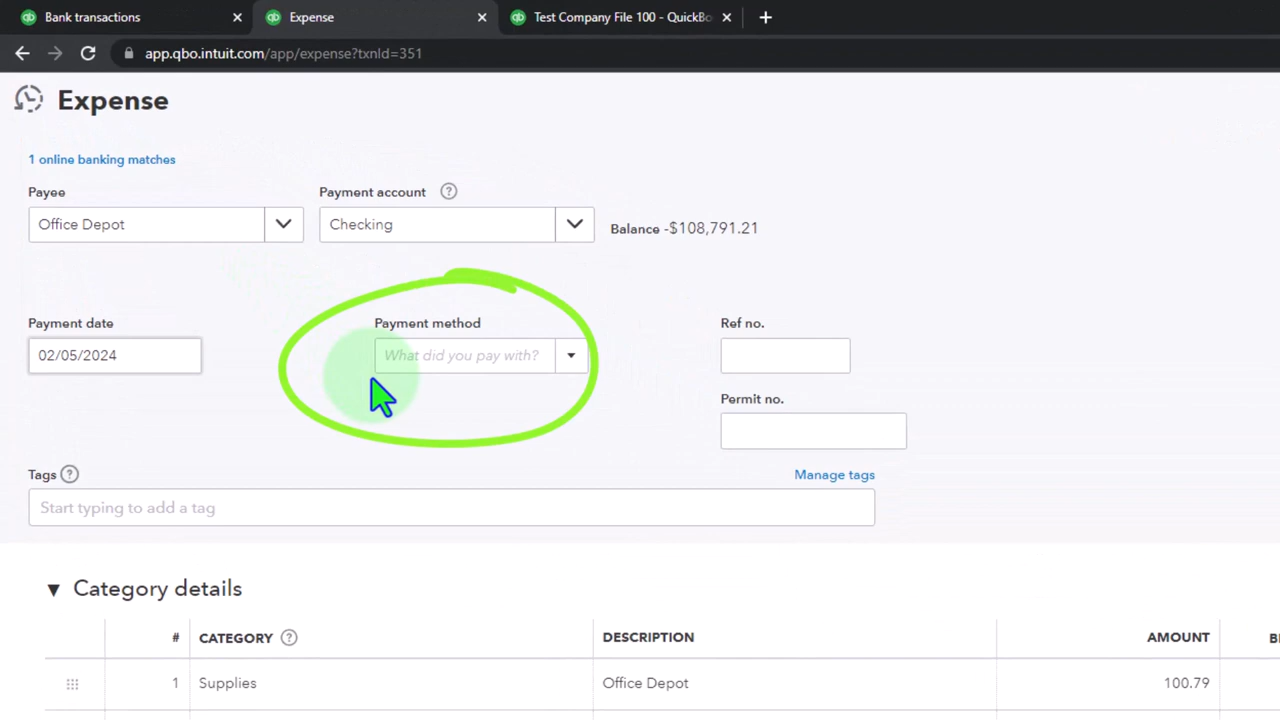 Bank transactions
Expense
Test Company File 100 - QuickBo
app.qbo.intuit.com/app/expense?txnId=351
Expense
1 online banking matches
Payee
Payment account
Office Depot
Checking
Balance -$108,791.21
Payment date
Payment method
Ref no.
02/05/2024
What did you pay with?
Permit no.
Tags
Manage tags
Start typing to add a tag
Category details
# CATEGORY DESCRIPTION AMOUNT
1 Supplies Office Depot 100.79